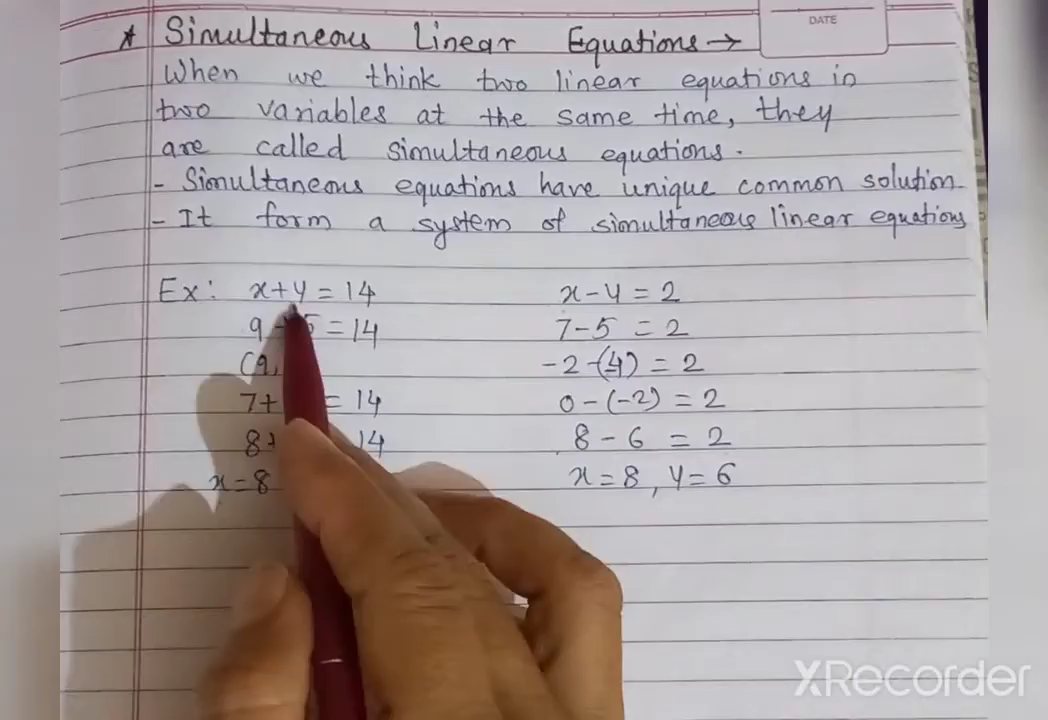 DATE
* Simultaneous Linear Equations →
When we think two linear equations in
two variables at the same time, they
are called simultaneous equations.
- Simultaneous equations have unique common solution
- It form a system of simultaneous linear equations
Ex: x+y=14 x-y=2
9 5=14 7-5=2
(9, -2-(4)=2
7+ =14 0-(-2)=2
8+ 14 8-6=2
x=8 x=8, y=6
XRecorder